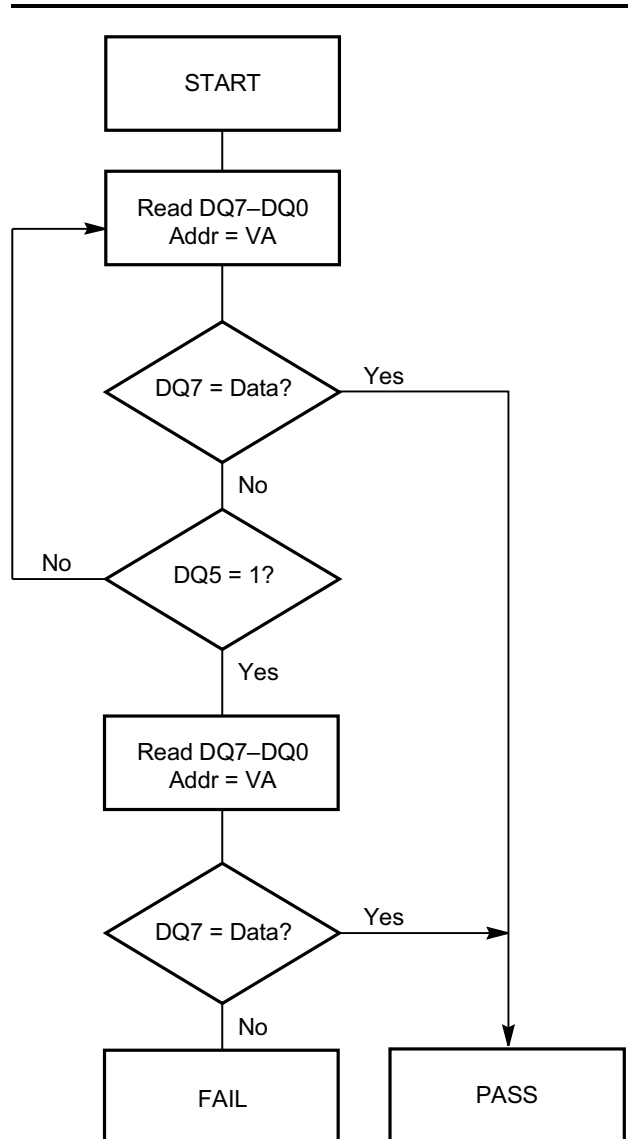 START
Read DQ7–DQ0
Addr = VA
DQ7 = Data?
Yes
No
No
DQ5 = 1?
Yes
Read DQ7–DQ0
Addr = VA
DQ7 = Data?
Yes
No
FAIL
PASS